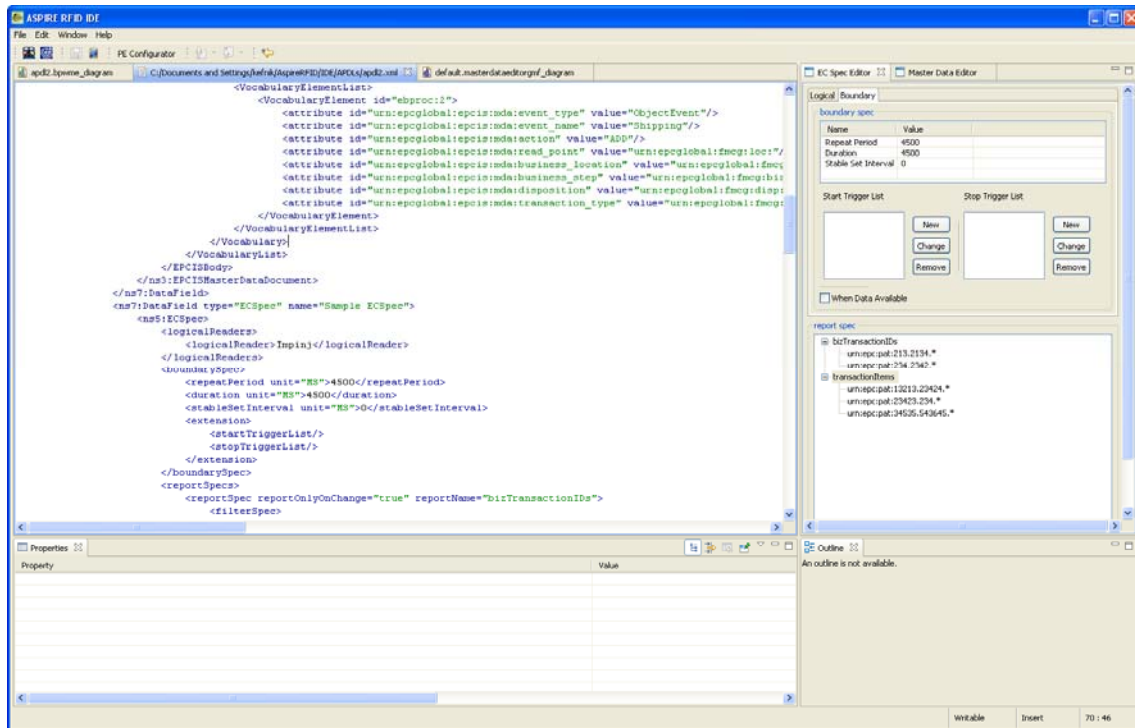 ASPIRE RFID IDE
File Edit Window Help
PE Configurator
apdl2.bpwme_diagram C:/Documents and Settings/kefnik/AspireRFID/IDE/APDLs/apdl2.xml default.masterdataeditorgmf_diagram
<VocabularyElementList>
<VocabularyElement id="ebproc:2">
<attribute id="urn:epcglobal:epcis:mda:event_type" value="ObjectEvent"/>
<attribute id="urn:epcglobal:epcis:mda:event_name" value="Shipping"/>
<attribute id="urn:epcglobal:epcis:mda:action" value="ADD"/>
<attribute id="urn:epcglobal:epcis:mda:read_point" value="urn:epcglobal:fmcg:loc:"/
<attribute id="urn:epcglobal:epcis:mda:business_location" value="urn:epcglobal:fmcg
<attribute id="urn:epcglobal:epcis:mda:business_step" value="urn:epcglobal:fmcg:bi
<attribute id="urn:epcglobal:epcis:mda:disposition" value="urn:epcglobal:fmcg:disp
<attribute id="urn:epcglobal:epcis:mda:transaction_type" value="urn:epcglobal:fmcg:
</VocabularyElement>
</VocabularyElementList>
</Vocabulary>
</VocabularyList>
</EPCISBody>
</ns3:EPCISMasterDataDocument>
</ns7:DataField>
<ns7:DataField type="ECSpec" name="Sample ECSpec">
<ns5:ECSpec>
<logicalReaders>
<logicalReader>Impinj</logicalReader>
</logicalReaders>
<boundarySpec>
<repeatPeriod unit="MS">4500</repeatPeriod>
<duration unit="MS">4500</duration>
<stableSetInterval unit="MS">0</stableSetInterval>
<extension>
<startTriggerList/>
<stopTriggerList/>
</extension>
</boundarySpec>
<reportSpecs>
<reportSpec reportOnlyOnChange="true" reportName="bizTransactionIDs">
<filterSpec>
EC Spec Editor Master Data Editor
Logical Boundary
boundary spec
Name Value
Repeat Period 4500
Duration 4500
Stable Set Interval 0
Start Trigger List Stop Trigger List
New New
Change Change
Remove Remove
When Data Available
report spec
bizTransactionIDs
urn:epc:pat:213.2134.*
urn:epc:pat:234.2342.*
transactionItems
urn:epc:pat:13213.23424.*
urn:epc:pat:23423.234.*
urn:epc:pat:34535.543645.*
Properties
Property Value
Outline
An outline is not available.
Writable Insert 70 : 46